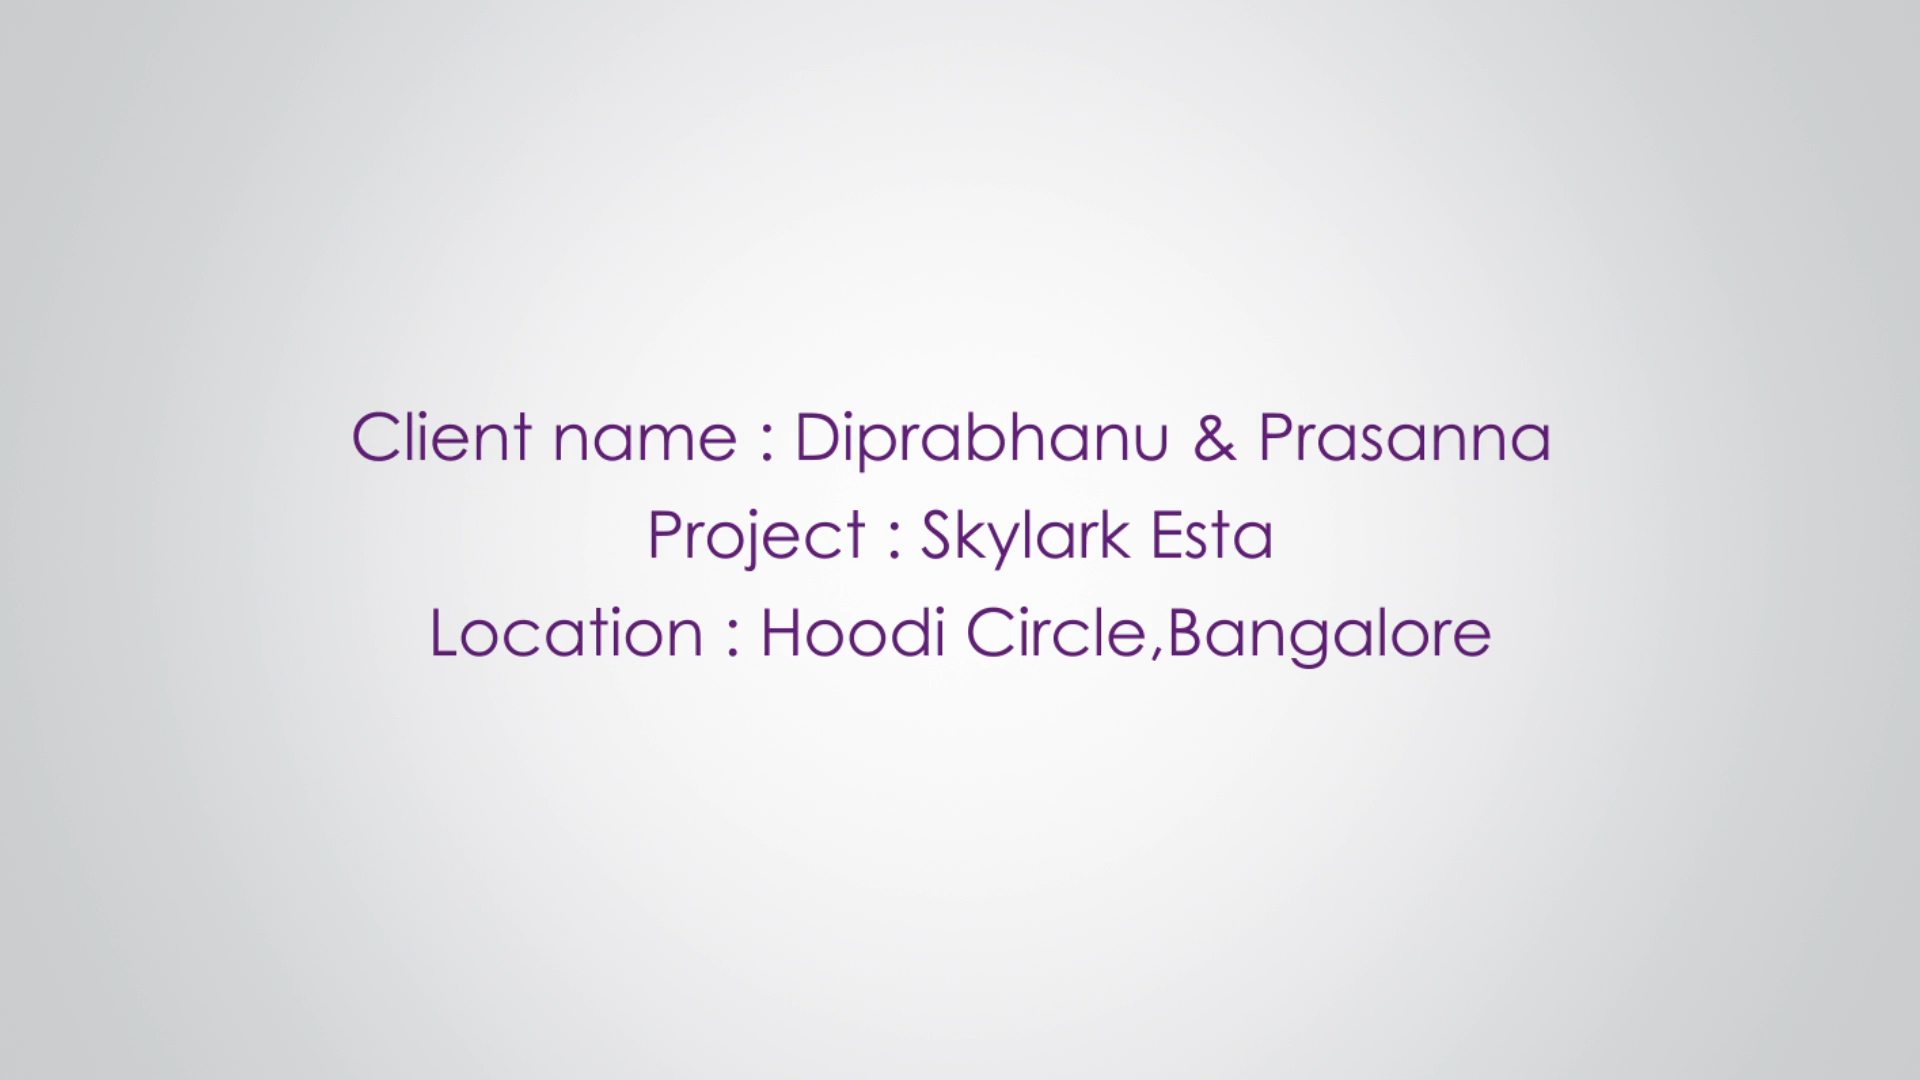 Client name : Diprabhanu & Prasanna
Project : Skylark Esta
Location : Hoodi Circle,Bangalore